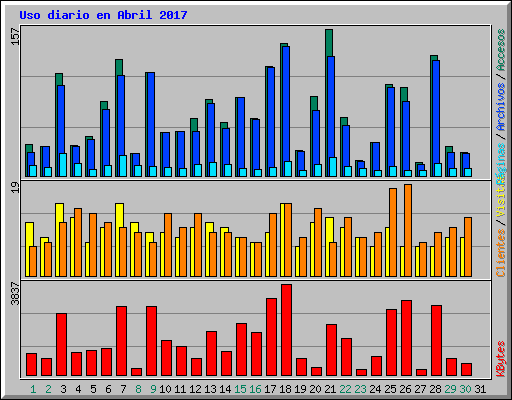 Uso diario en Abril 2017
157
19
3837
Accesos / Archivos / Páginas
Clientes / Visitas
KBytes
1 2 3 4 5 6 7 8 9 10 11 12 13 14 15 16 17 18 19 20 21 22 23 24 25 26 27 28 29 30 31